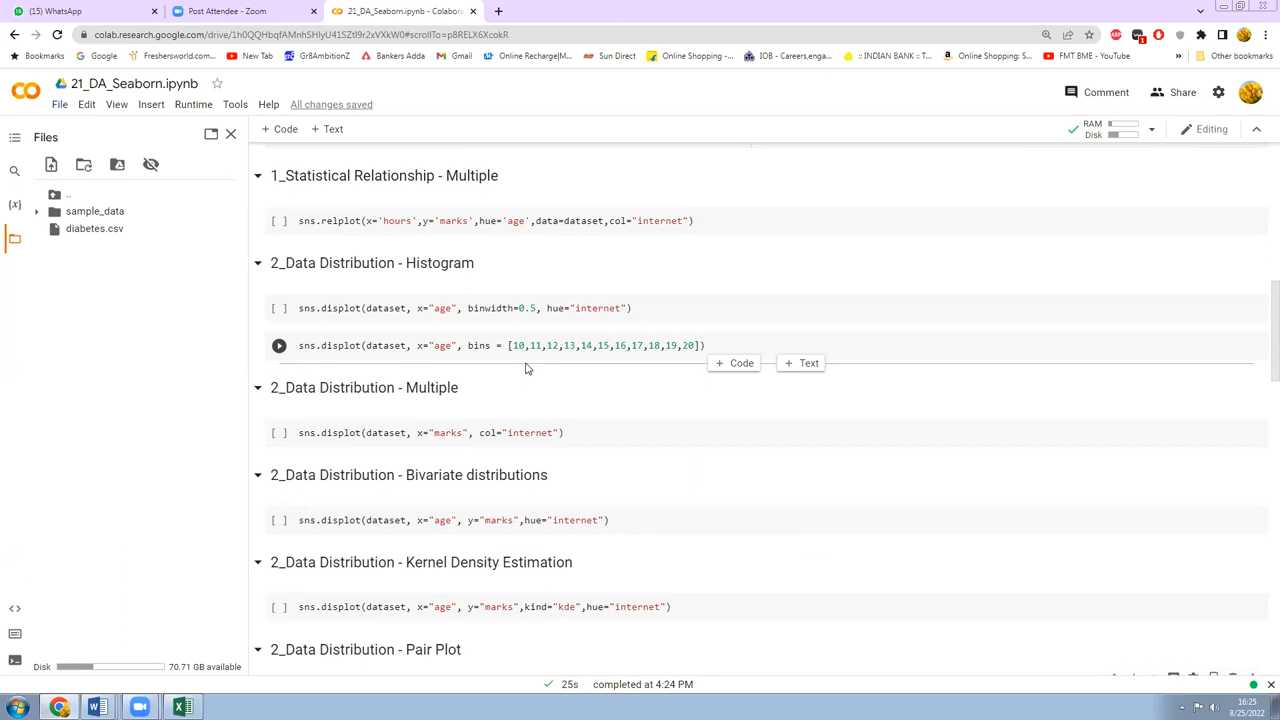 (15) WhatsApp
Post Attendee - Zoom
21_DA_Seaborn.ipynb - Colabora
colab.research.google.com/drive/1h0QQHbqfAMnhSHlyU41SZtl9r2xVXkW0#scrollTo=p8RELX6XcokR
Bookmarks
Google
Freshersworld.com...
New Tab
Gr8AmbitionZ
Bankers Adda
Gmail
Online Recharge|M...
Sun Direct
Online Shopping -...
IOB - Careers,enga...
:: INDIAN BANK ::
Online Shopping: S...
FMT BME - YouTube
Other bookmarks
21_DA_Seaborn.ipynb
File Edit View Insert Runtime Tools Help All changes saved
Comment
Share
Files
+ Code + Text
RAM
Disk
Editing
..
sample_data
diabetes.csv
1_Statistical Relationship - Multiple
[ ] sns.relplot(x='hours',y='marks',hue='age',data=dataset,col="internet")
2_Data Distribution - Histogram
[ ] sns.displot(dataset, x="age", binwidth=0.5, hue="internet")
sns.displot(dataset, x="age", bins = [10,11,12,13,14,15,16,17,18,19,20])
+ Code + Text
2_Data Distribution - Multiple
[ ] sns.displot(dataset, x="marks", col="internet")
2_Data Distribution - Bivariate distributions
[ ] sns.displot(dataset, x="age", y="marks",hue="internet")
2_Data Distribution - Kernel Density Estimation
[ ] sns.displot(dataset, x="age", y="marks",kind="kde",hue="internet")
2_Data Distribution - Pair Plot
Disk
70.71 GB available
25s completed at 4:24 PM
16:25
8/25/2022